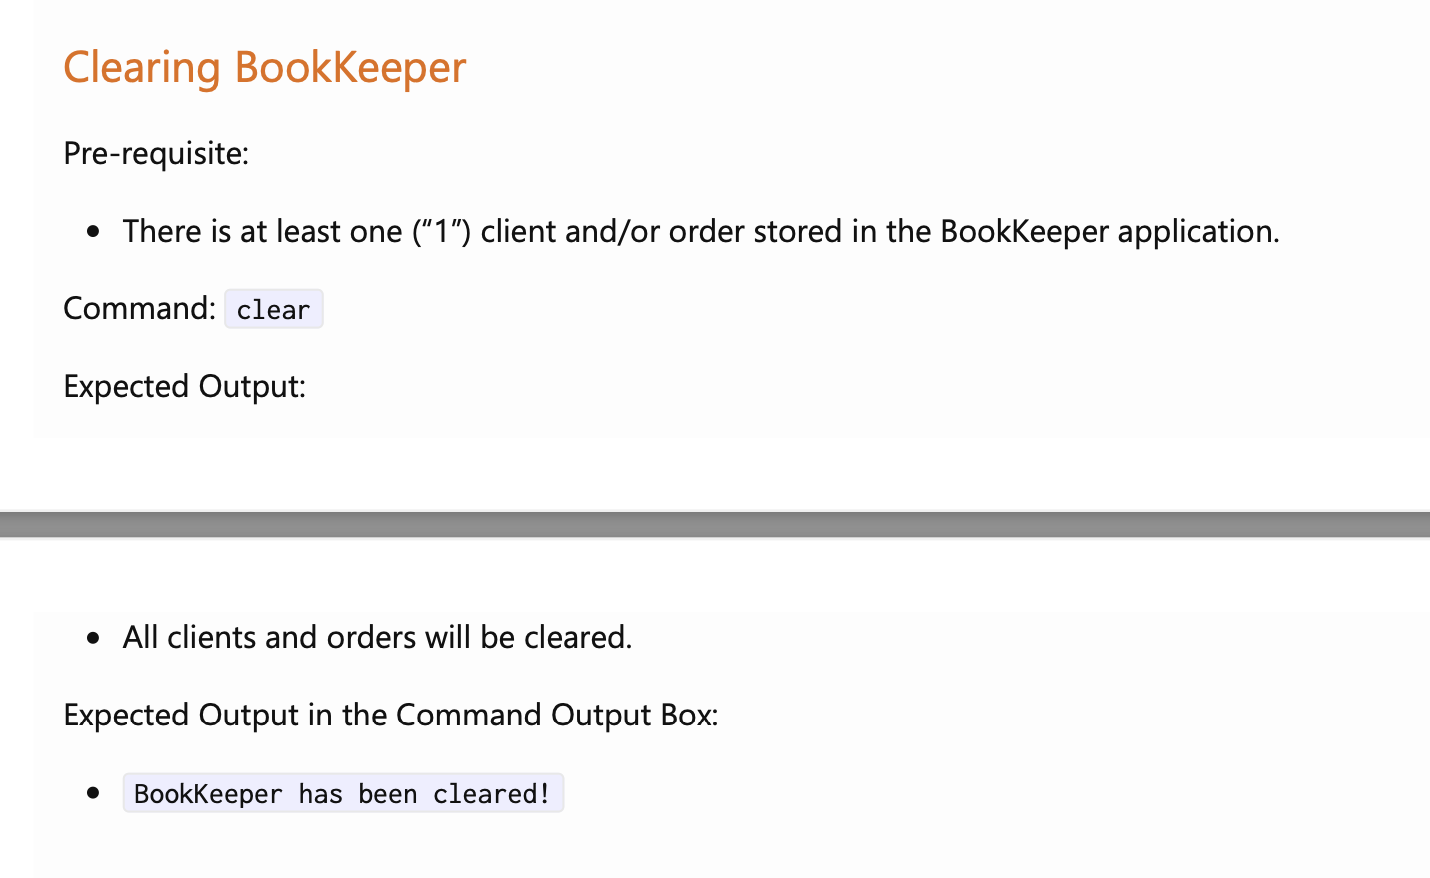 Clearing BookKeeper
Pre-requisite:
• There is at least one (“1”) client and/or order stored in the BookKeeper application.
Command: clear
Expected Output:
• All clients and orders will be cleared.
Expected Output in the Command Output Box:
• BookKeeper has been cleared!